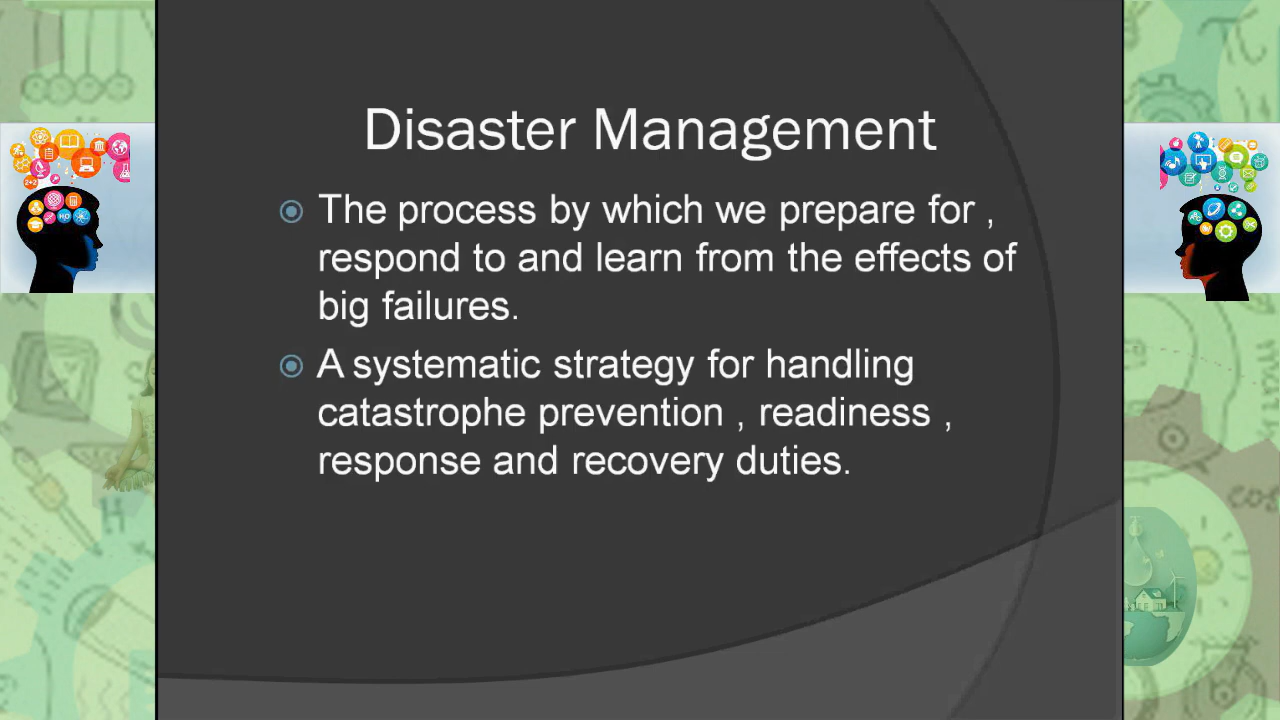 Disaster Management
The process by which we prepare for ,
respond to and learn from the effects of
big failures.
A systematic strategy for handling
catastrophe prevention , readiness ,
response and recovery duties.